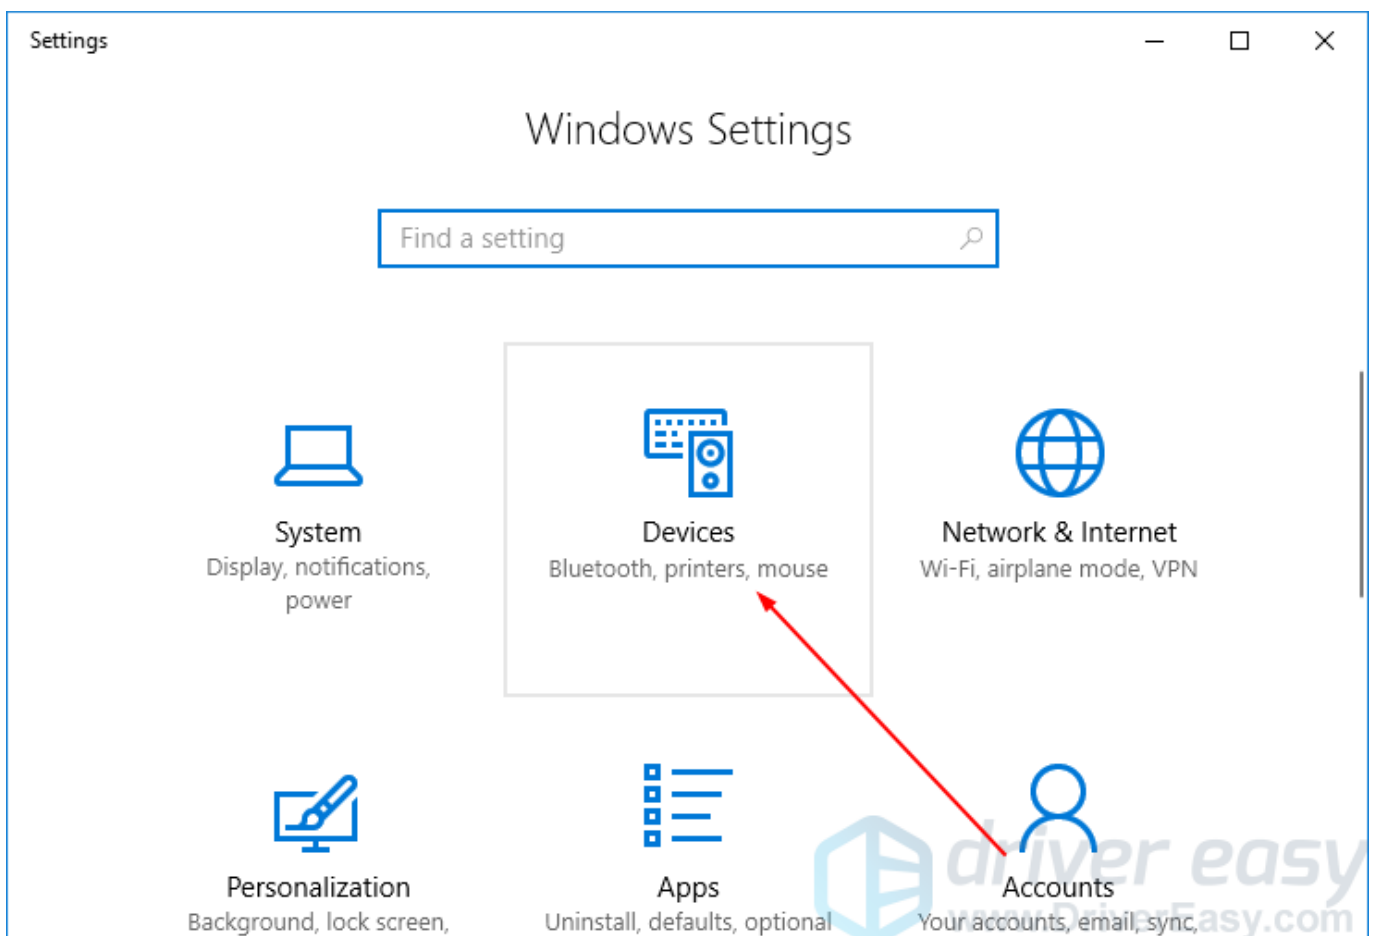 Settings
Windows Settings
Find a setting
System
Display, notifications,
power
Devices
Bluetooth, printers, mouse
Network & Internet
Wi-Fi, airplane mode, VPN
Personalization
Background, lock screen,
Apps
Uninstall, defaults, optional
Accounts
Your accounts, email, sync,
driver easy
www.DriverEasy.com